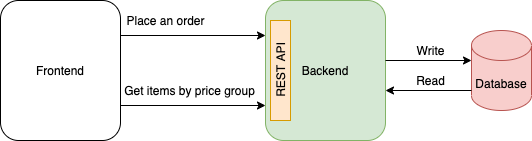 Place an order
Frontend
REST API
Backend
Write
Get items by price group
Read
Database